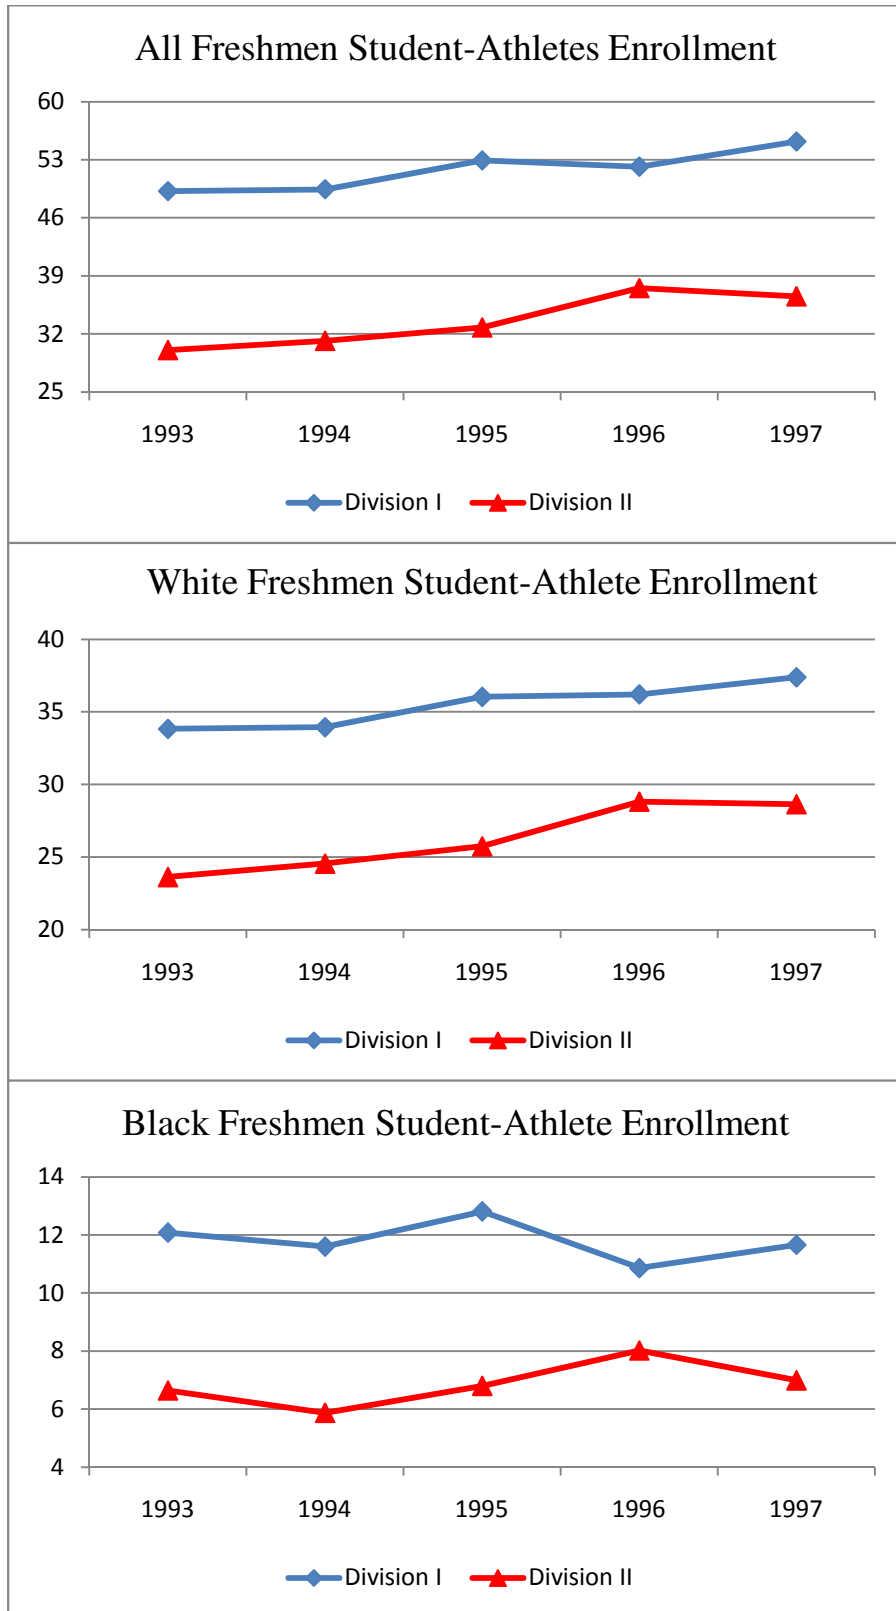 All Freshmen Student-Athletes Enrollment
60
53
46
39
32
25
1993 1994 1995 1996 1997
Division I Division II
White Freshmen Student-Athlete Enrollment
40
35
30
25
20
1993 1994 1995 1996 1997
Division I Division II
Black Freshmen Student-Athlete Enrollment
14
12
10
8
6
4
1993 1994 1995 1996 1997
Division I Division II